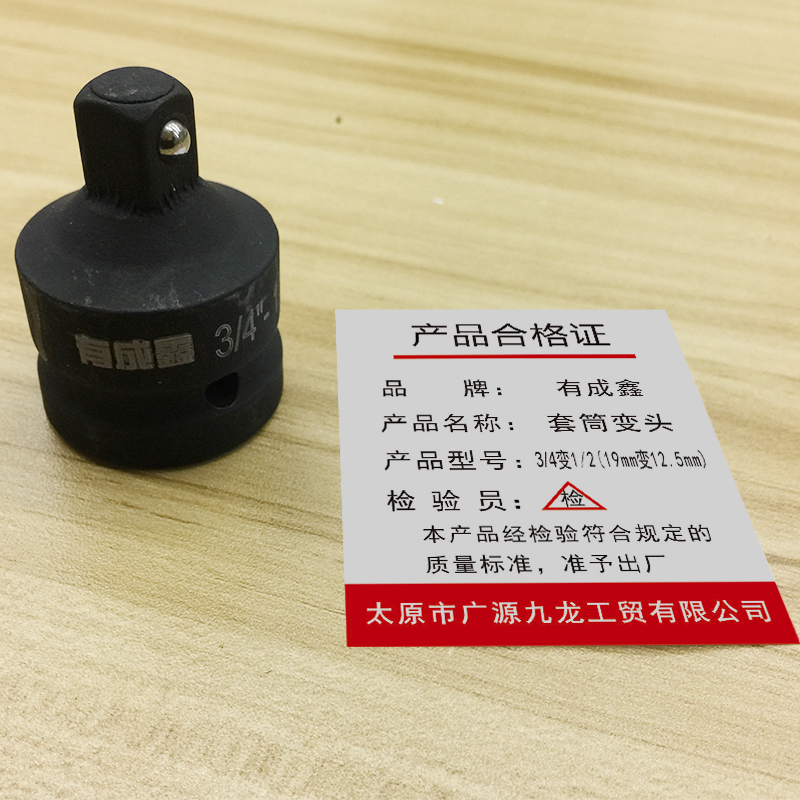 有成鑫 3/4"-
产品合格证
品 牌： 有成鑫
产品名称： 套筒变头
产品型号：3/4变1/2(19mm变12.5mm)
检 验 员： 检
本产品经检验符合规定的
质量标准，准予出厂
太原市广源九龙工贸有限公司